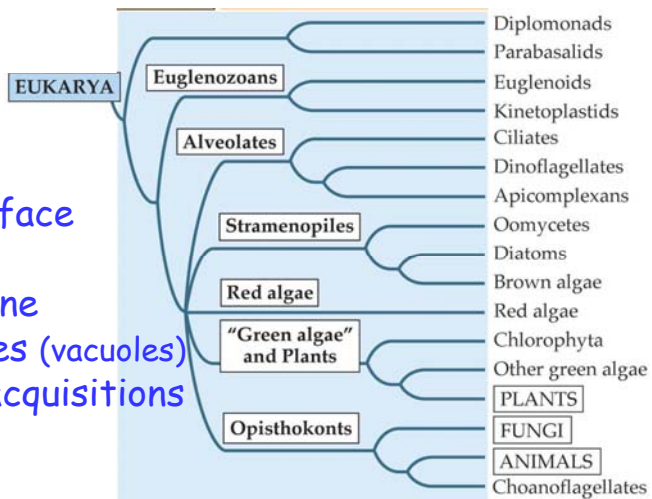 Diplomonads
Parabasalids
EUKARYA
Euglenozoans
Euglenoids
Kinetoplastids
Alveolates
Ciliates
Dinoflagellates
Apicomplexans
face
Stramenopiles
Oomycetes
Diatoms
Brown algae
ne
Red algae
Red algae
es (vacuoles)
"Green algae"
and Plants
Chlorophyta
Other green algae
PLANTS
acquisitions
Opisthokonts
FUNGI
ANIMALS
Choanoflagellates